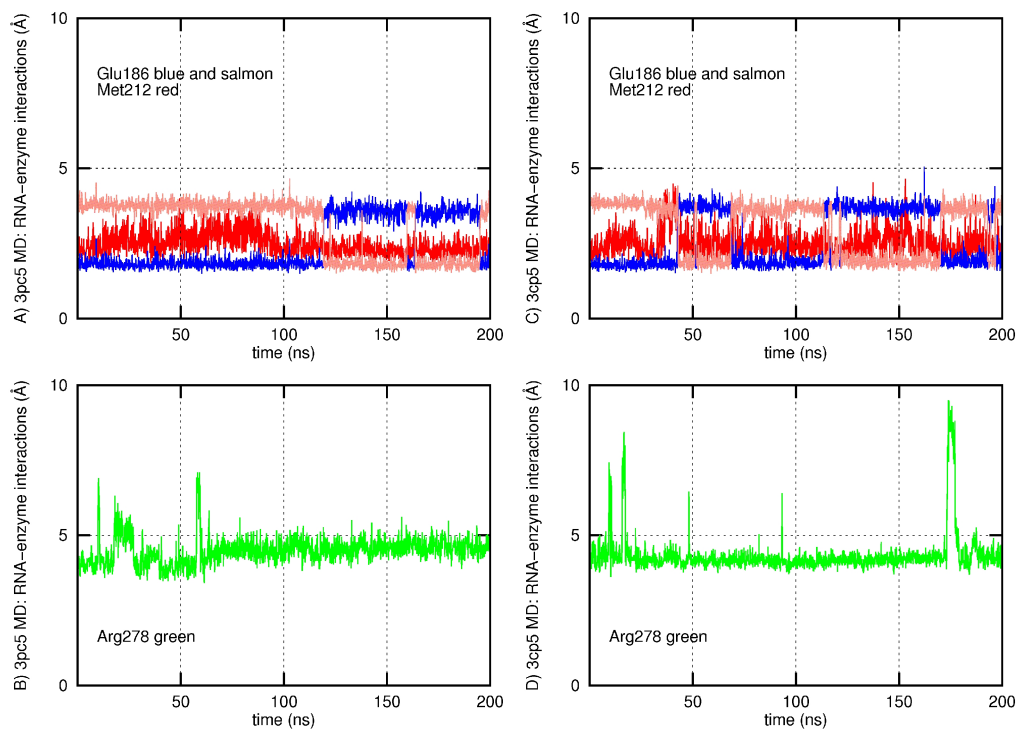 A) 3pc5 MD: RNA−enzyme interactions (Å)
10
5
0
Glu186 blue and salmon
Met212 red
50
100
150
200
time (ns)
C) 3cp5 MD: RNA−enzyme interactions (Å)
10
5
0
Glu186 blue and salmon
Met212 red
50
100
150
200
time (ns)
B) 3pc5 MD: RNA−enzyme interactions (Å)
10
5
0
Arg278 green
50
100
150
200
time (ns)
D) 3cp5 MD: RNA−enzyme interactions (Å)
10
5
0
Arg278 green
50
100
150
200
time (ns)